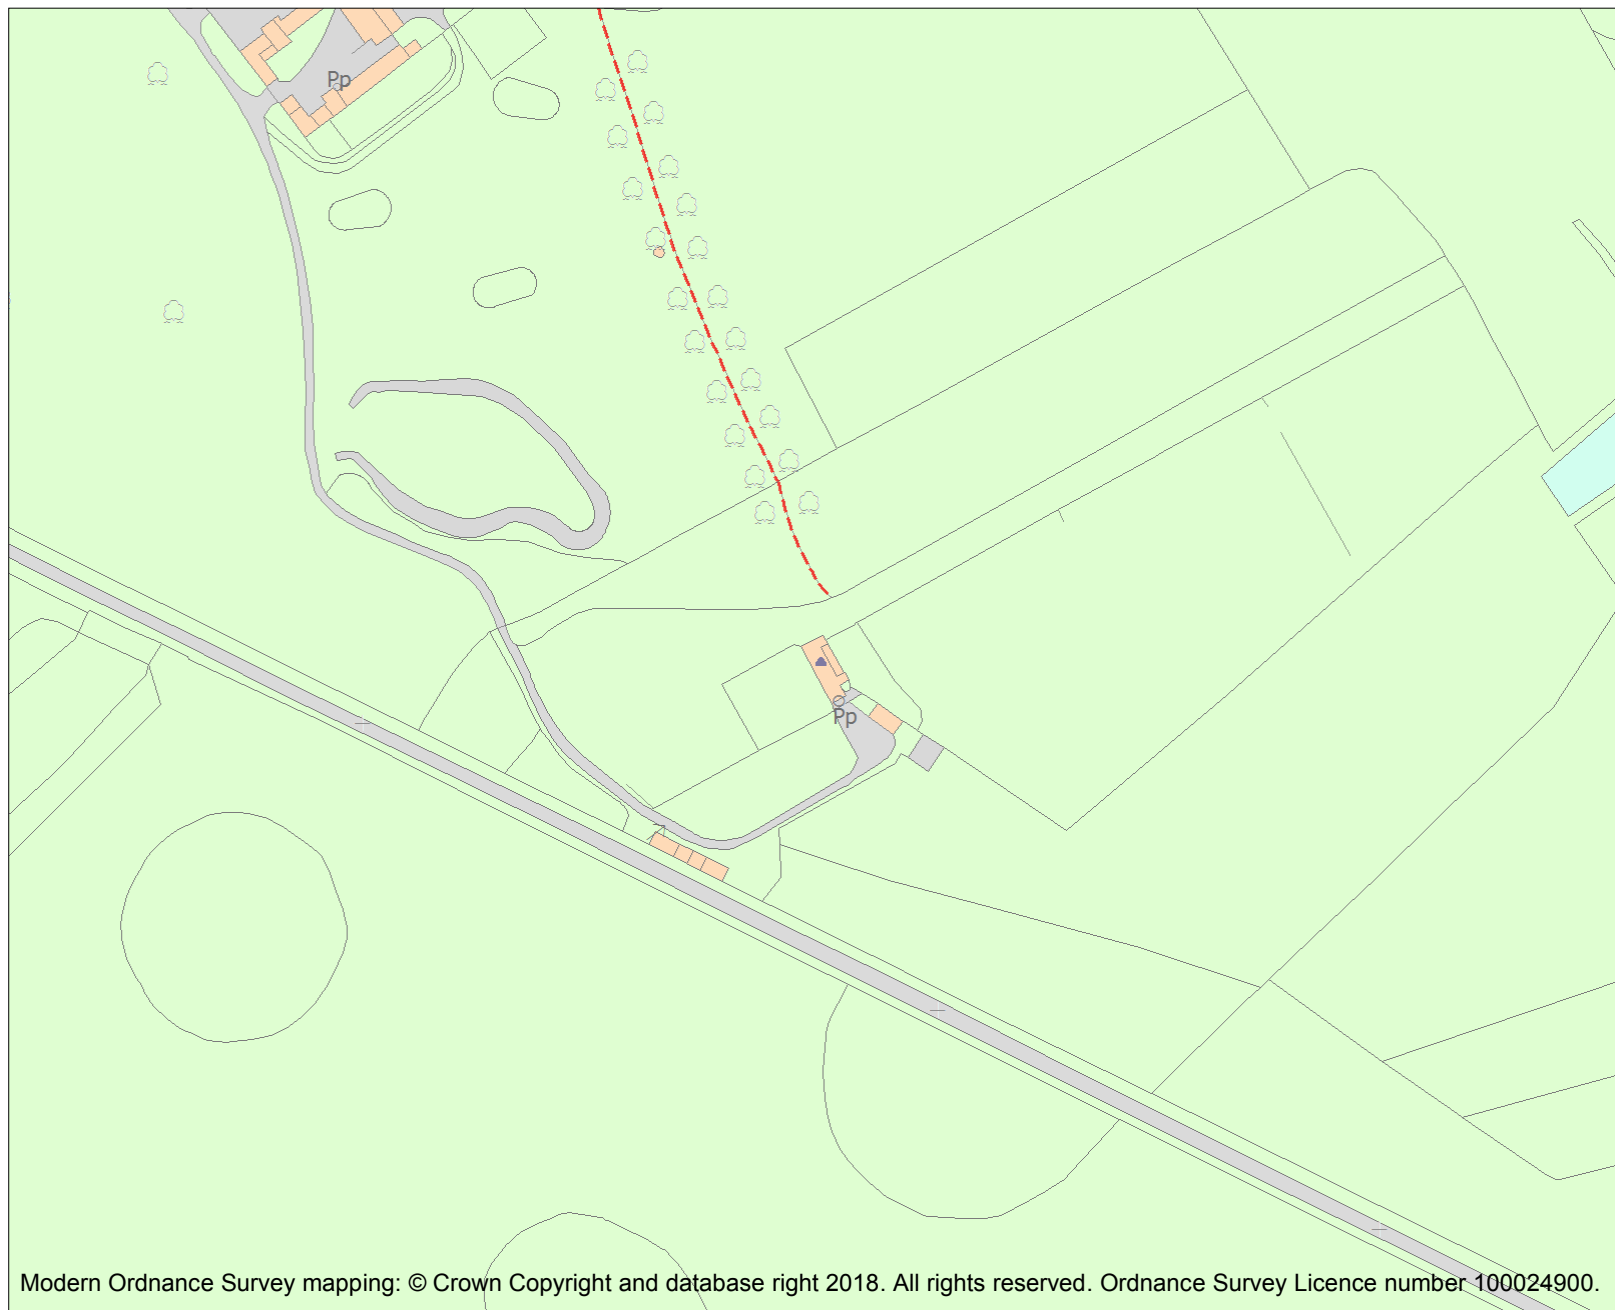 Pp
Pp
Modern Ordnance Survey mapping: © Crown Copyright and database right 2018. All rights reserved. Ordnance Survey Licence number 100024900.